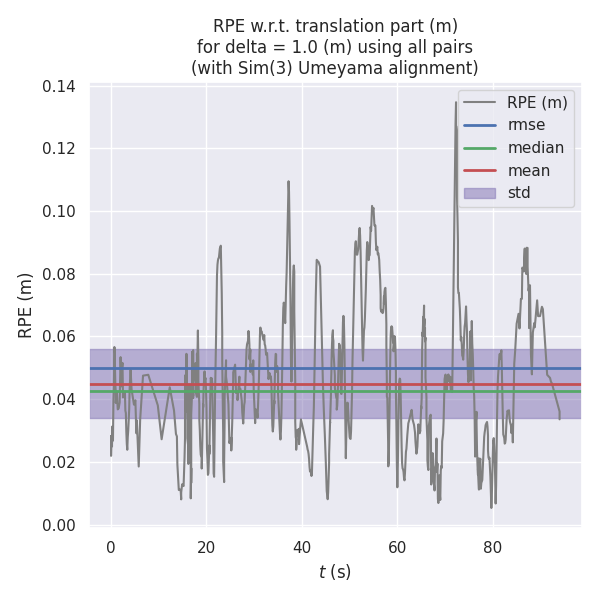 RPE w.r.t. translation part (m)
for delta = 1.0 (m) using all pairs
(with Sim(3) Umeyama alignment)
RPE (m)
0.14
0.12
0.10
0.08
0.06
0.04
0.02
0.00
RPE (m)
rmse
median
mean
std
0 20 40 60 80
t (s)